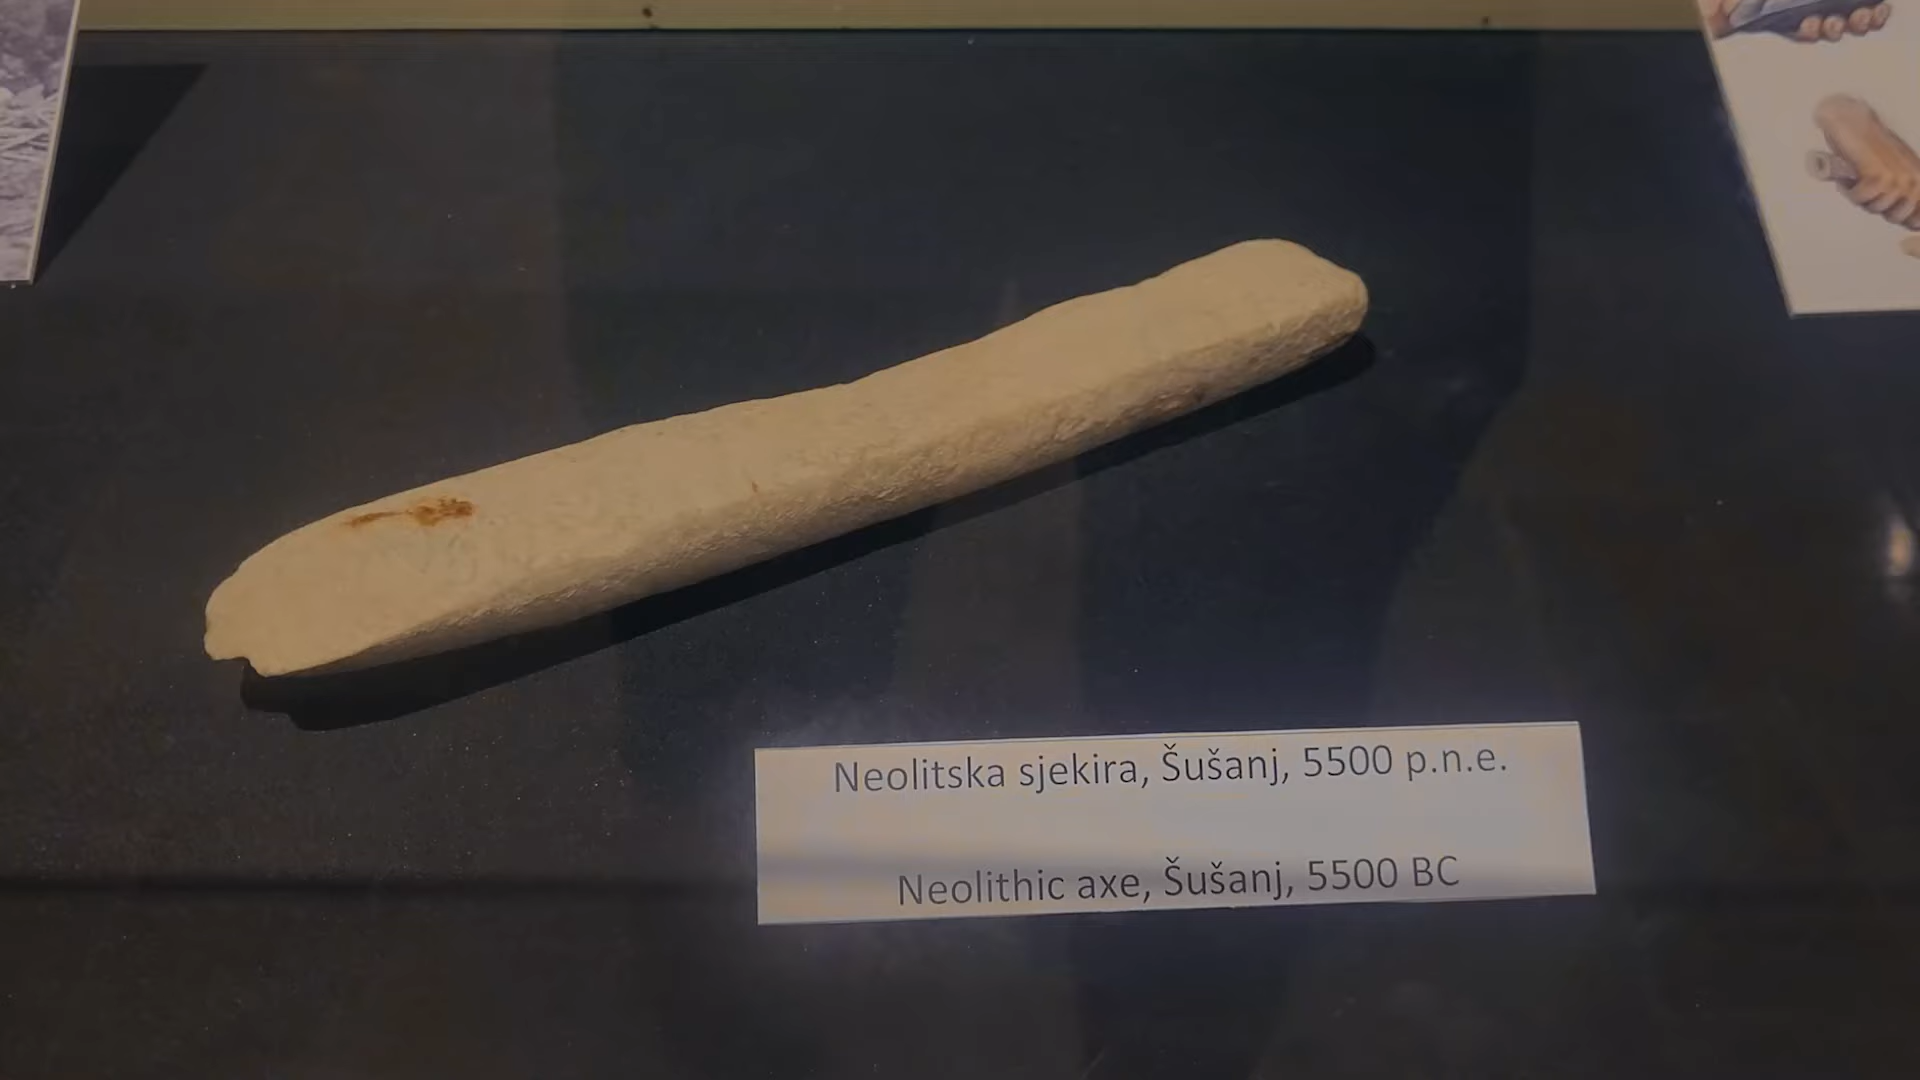 Neolitska sjekira, Šušanj, 5500 p.n.e.
Neolithic axe, Šušanj, 5500 BC